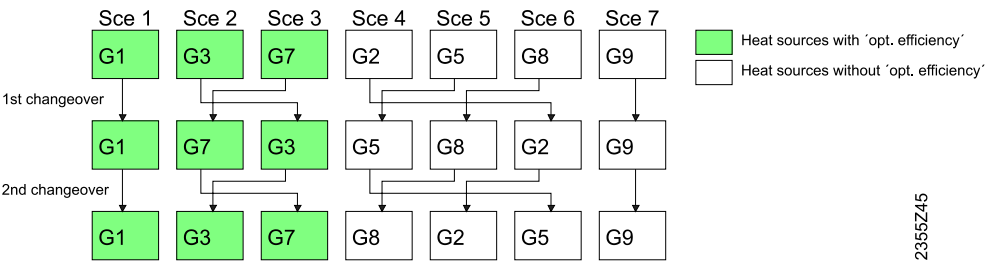 Sce 1 Sce 2 Sce 3 Sce 4 Sce 5 Sce 6 Sce 7
G1 G3 G7 G2 G5 G8 G9
Heat sources with ´opt. efficiency´
Heat sources without ´opt. efficiency´
1st changeover
G1 G7 G3 G5 G8 G2 G9
2nd changeover
G1 G3 G7 G8 G2 G5 G9
2355Z45